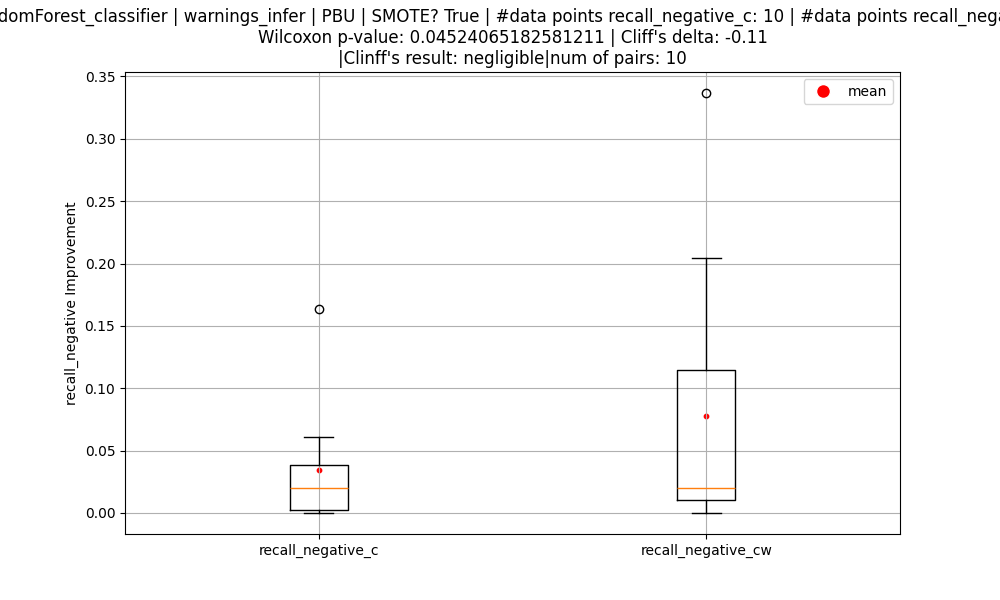 domForest_classifier | warnings_infer | PBU | SMOTE? True | #data points recall_negative_c: 10 | #data points recall_neg
Wilcoxon p-value: 0.04524065182581211 | Cliff's delta: -0.11
|Clinff's result: negligible|num of pairs: 10
mean
recall_negative Improvement
0.35
0.30
0.25
0.20
0.15
0.10
0.05
0.00
recall_negative_c
recall_negative_cw